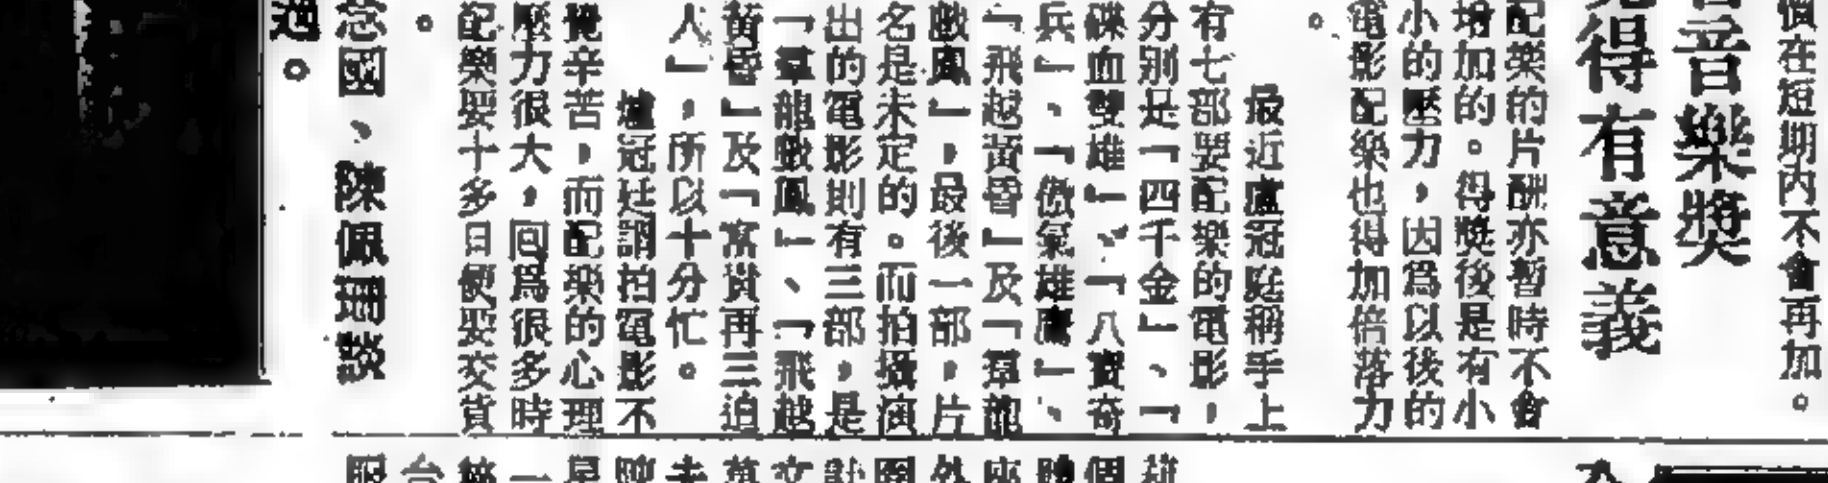 在短期內不會再加。
音樂獎
得有意義
配樂的片酬亦暫時不會
增加的。得獎後是有小
小的壓力，因爲以後的
電影配樂也得加倍落力
。
最近盧冠廷稱手上
有七部要配樂的電影，
分別是「四千金」、「
喋血雙雄」、「八寶奇
兵」、「傲氣雄鷹」、
「飛越黃昏」及「羣龍
戲鳳」，最後一部，片
名是未定的。而拍攝演
出的電影則有三部，是
「羣龍戲鳳」、「飛越
黃昏」及「富貴再三迫
人」，所以十分忙。
盧冠廷謂拍電影不
覺辛苦，而配樂的心理
壓力很大，因爲很多時
配樂要十多日便要交貨
。
念國、陳佩珊談
過。